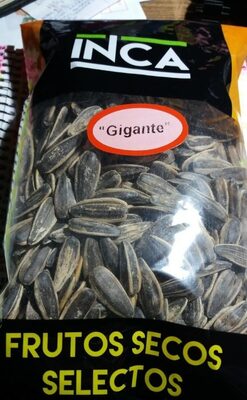 INCA
"Gigante"
FRUTOS SECOS
SELECTOS